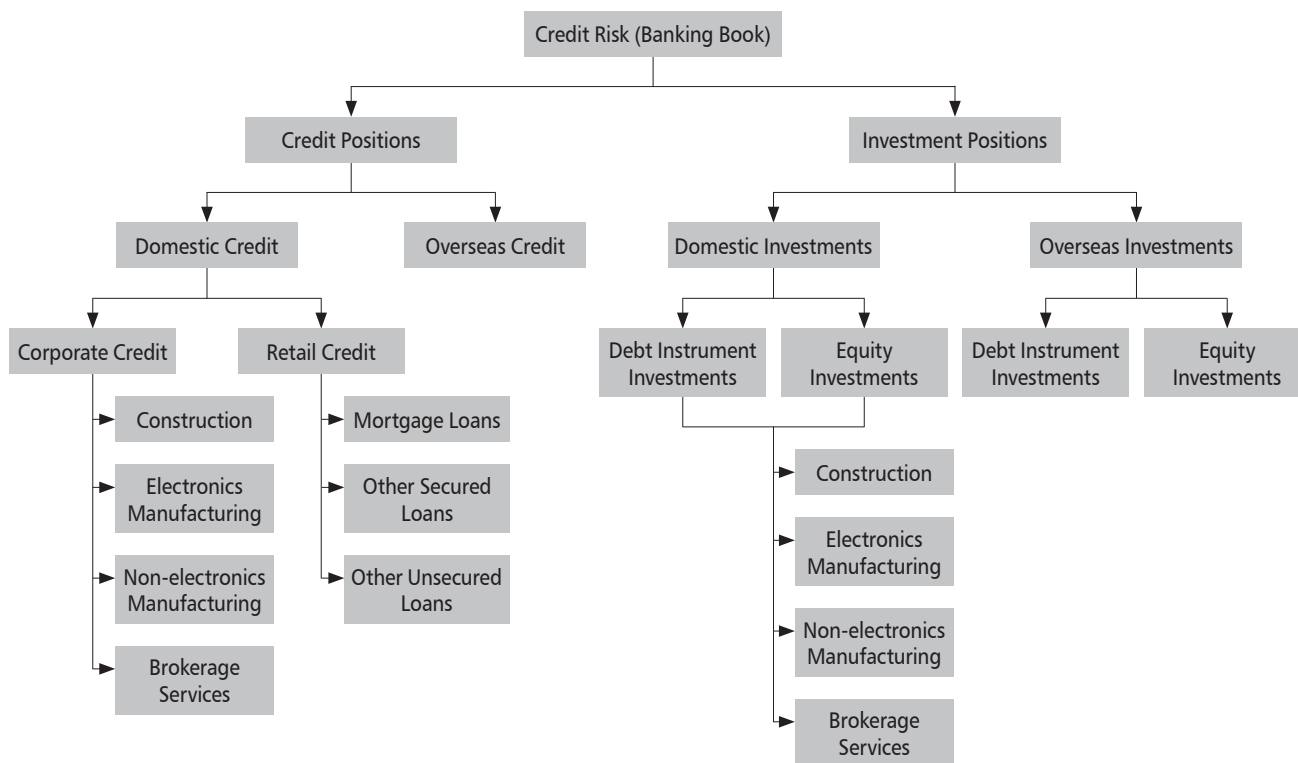 Credit Risk (Banking Book)
Credit Positions
Investment Positions
Domestic Credit
Overseas Credit
Domestic Investments
Overseas Investments
Corporate Credit
Retail Credit
Debt Instrument
Investments
Equity
Investments
Debt Instrument
Investments
Equity
Investments
Construction
Electronics
Manufacturing
Non-electronics
Manufacturing
Brokerage
Services
Mortgage Loans
Other Secured
Loans
Other Unsecured
Loans
Construction
Electronics
Manufacturing
Non-electronics
Manufacturing
Brokerage
Services